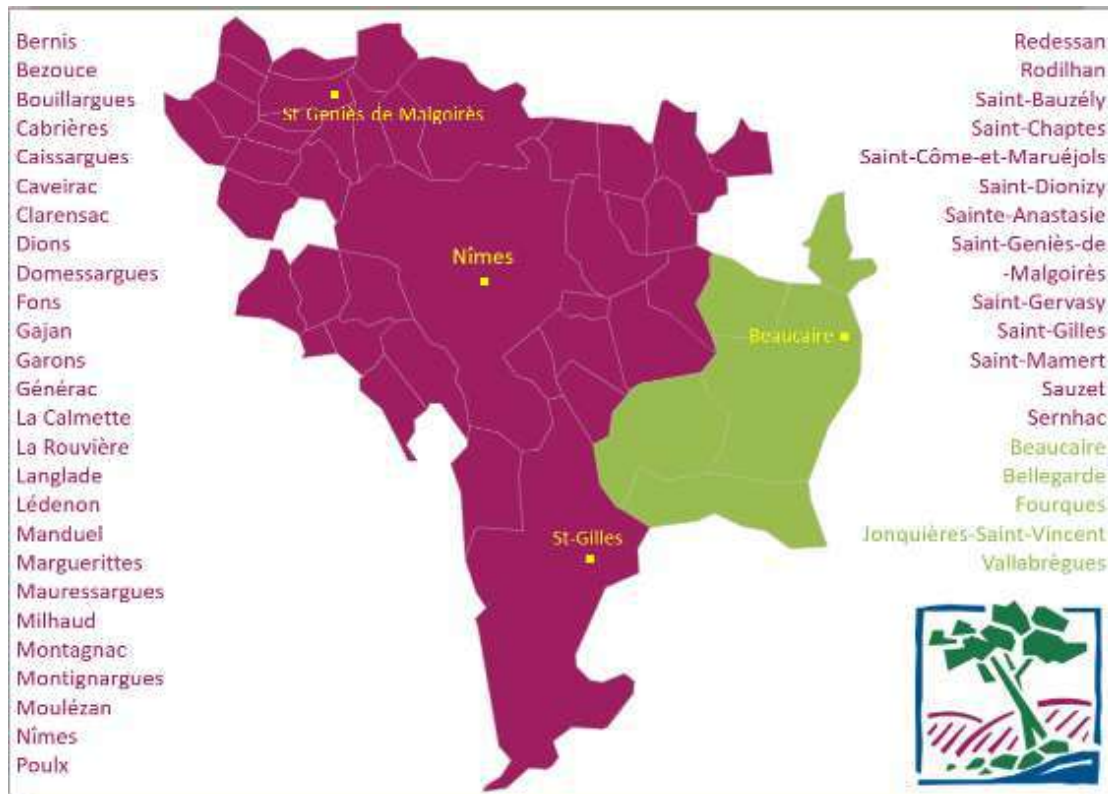 Bernis
Bezouce
Bouillargues
Cabrières
Caissargues
Caveirac
Clarensac
Dions
Domessargues
Fons
Gajan
Garons
Générac
La Calmette
La Rouvière
Langlade
Lédenon
Manduel
Marguerittes
Mauressargues
Milhaud
Montagnac
Montignargues
Moulézan
Nîmes
Poulx
St Geniès de Malgoirès
Nîmes
Beaucaire
St-Gilles
Redessan
Rodilhan
Saint-Bauzély
Saint-Chaptes
Saint-Côme-et-Maruéjols
Saint-Dionizy
Sainte-Anastasie
Saint-Geniès-de
-Malgoirès
Saint-Gervasy
Saint-Gilles
Saint-Mamert
Sauzet
Sernhac
Beaucaire
Bellegarde
Fourques
Jonquières-Saint-Vincent
Vallabrègues